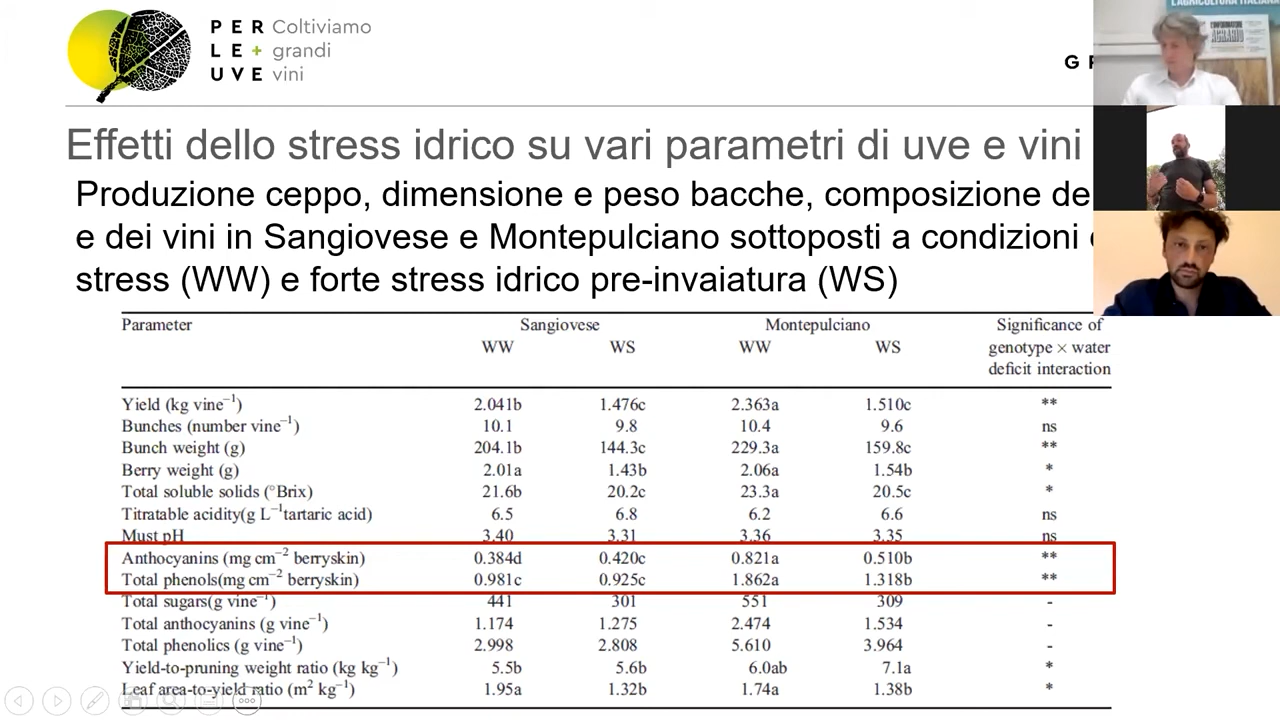 PER Coltiviamo
LE+ grandi
UVE vini
L'AGRICOLTURA ITALIANA
L'INFORMATORE
AGRARIO
Effetti dello stress idrico su vari parametri di uve e vini
Produzione ceppo, dimensione e peso bacche, composizione
e dei vini in Sangiovese e Montepulciano sottoposti a condizioni
stress (WW) e forte stress idrico pre-invaiatura (WS)
Parameter Sangiovese Montepulciano Significance of
WW WS WW WS genotype × water
deficit interaction
Yield (kg vine⁻¹) 2.041b 1.476c 2.363a 1.510c **
Bunches (number vine⁻¹) 10.1 9.8 10.4 9.6 ns
Bunch weight (g) 204.1b 144.3c 229.3a 159.8c **
Berry weight (g) 2.01a 1.43b 2.06a 1.54b *
Total soluble solids (°Brix) 21.6b 20.2c 23.3a 20.5c *
Titratable acidity(g L⁻¹tartaric acid) 6.5 6.8 6.2 6.6 ns
Must pH 3.40 3.31 3.36 3.35 ns
Anthocyanins (mg cm⁻² berryskin) 0.384d 0.420c 0.821a 0.510b **
Total phenols(mg cm⁻² berryskin) 0.981c 0.925c 1.862a 1.318b **
Total sugars(g vine⁻¹) 441 301 551 309 -
Total anthocyanins (g vine⁻¹) 1.174 1.275 2.474 1.534 -
Total phenolics (g vine⁻¹) 2.998 2.808 5.610 3.964 -
Yield-to-pruning weight ratio (kg kg⁻¹) 5.5b 5.6b 6.0ab 7.1a *
Leaf area-to-yield ratio (m² kg⁻¹) 1.95a 1.32b 1.74a 1.38b *